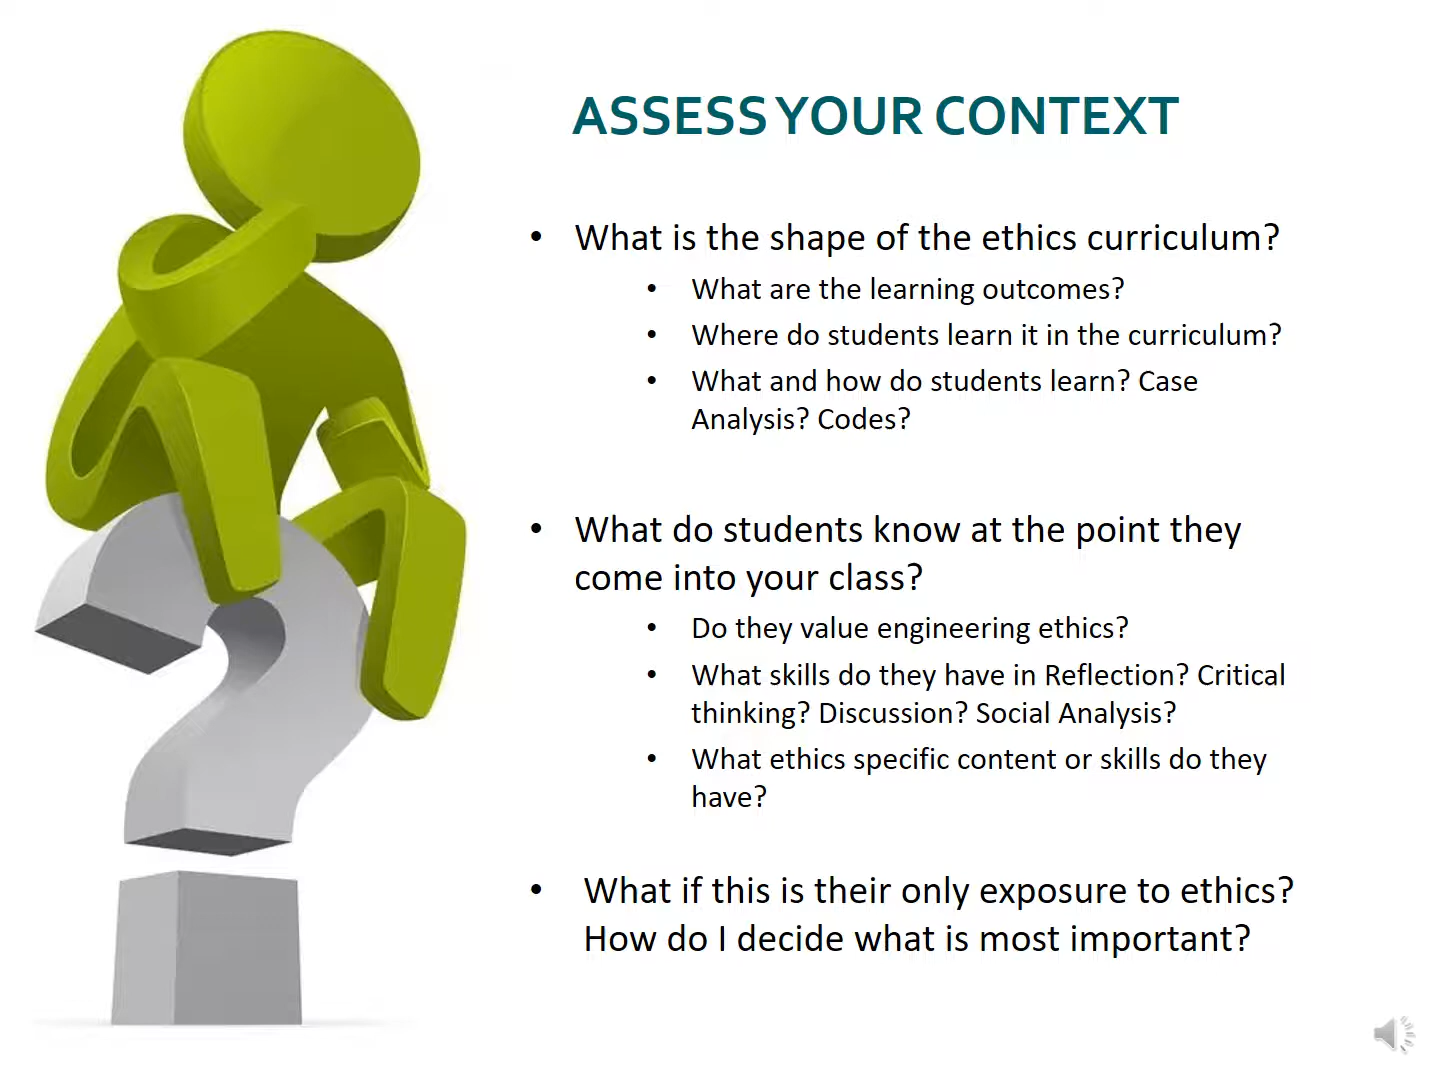 ASSESS YOUR CONTEXT
• What is the shape of the ethics curriculum?
• What are the learning outcomes?
• Where do students learn it in the curriculum?
• What and how do students learn? Case
Analysis? Codes?
• What do students know at the point they
come into your class?
• Do they value engineering ethics?
• What skills do they have in Reflection? Critical
thinking? Discussion? Social Analysis?
• What ethics specific content or skills do they
have?
• What if this is their only exposure to ethics?
How do I decide what is most important?